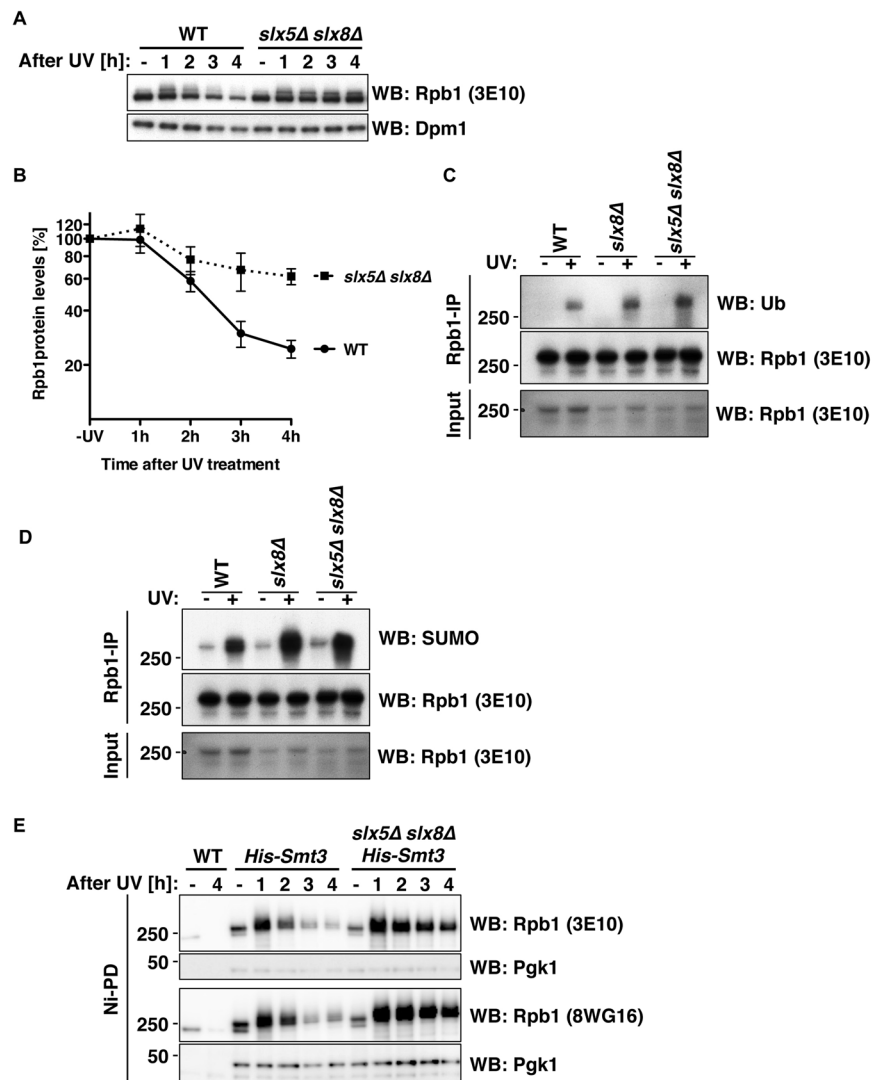 A
WT slx5Δ slx8Δ
After UV [h]: - 1 2 3 4 - 1 2 3 4
WB: Rpb1 (3E10)
WB: Dpm1
B
Rpb1protein levels [%]
120
100
80
60
40
20
-UV 1h 2h 3h 4h
Time after UV treatment
slx5Δ slx8Δ
WT
C
WT slx8Δ slx5Δ slx8Δ
UV: - + - + - +
Rpb1-IP
250 WB: Ub
250 WB: Rpb1 (3E10)
Input
250 WB: Rpb1 (3E10)
D
WT slx8Δ slx5Δ slx8Δ
UV: - + - + - +
Rpb1-IP
250 WB: SUMO
250 WB: Rpb1 (3E10)
Input
250 WB: Rpb1 (3E10)
E
slx5Δ slx8Δ
WT His-Smt3 His-Smt3
After UV [h]: - 4 - 1 2 3 4 - 1 2 3 4
Ni-PD
250 WB: Rpb1 (3E10)
50 WB: Pgk1
250 WB: Rpb1 (8WG16)
50 WB: Pgk1